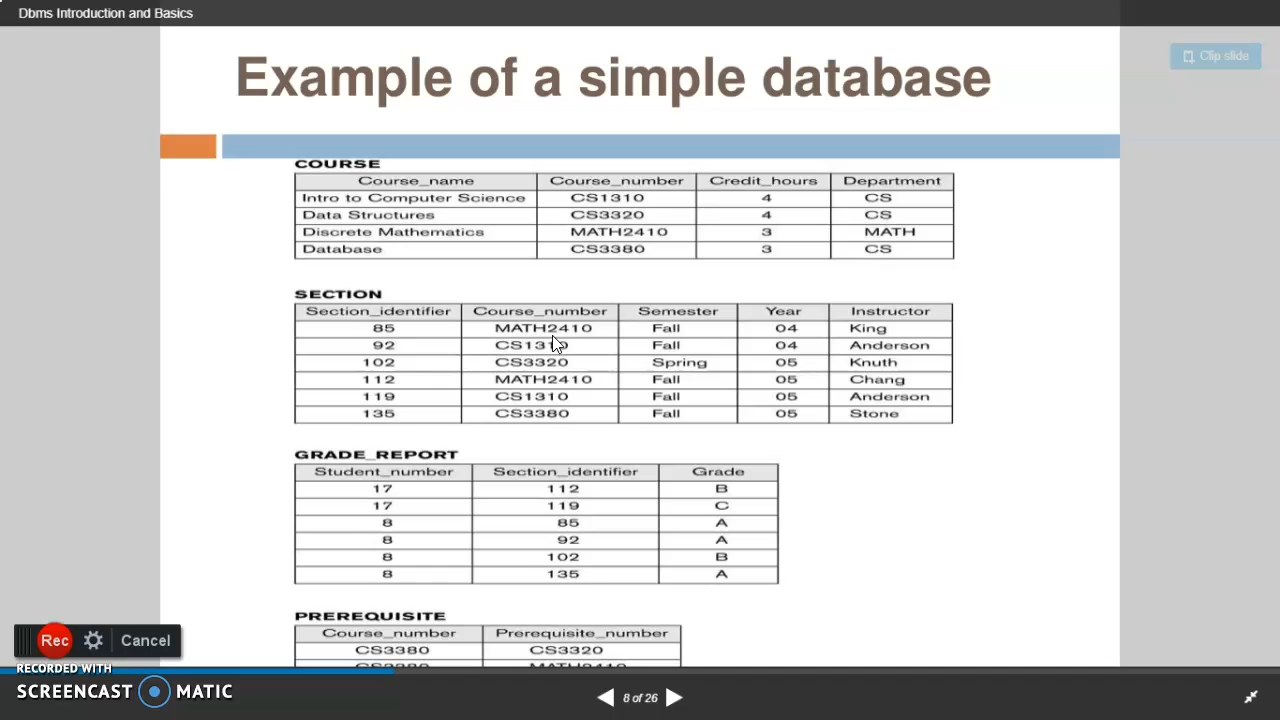 Dbms Introduction and Basics
Clip slide
Example of a simple database
COURSE
Course_name Course_number Credit_hours Department
Intro to Computer Science CS1310 4 CS
Data Structures CS3320 4 CS
Discrete Mathematics MATH2410 3 MATH
Database CS3380 3 CS
SECTION
Section_identifier Course_number Semester Year Instructor
85 MATH2410 Fall 04 King
92 CS1310 Fall 04 Anderson
102 CS3320 Spring 05 Knuth
112 MATH2410 Fall 05 Chang
119 CS1310 Fall 05 Anderson
135 CS3380 Fall 05 Stone
GRADE_REPORT
Student_number Section_identifier Grade
17 112 B
17 119 C
8 85 A
8 92 A
8 102 B
8 135 A
PREREQUISITE
Course_number Prerequisite_number
CS3380 CS3320
CS3380 MATH2410
Rec Cancel
RECORDED WITH
SCREENCAST MATIC
8 of 26